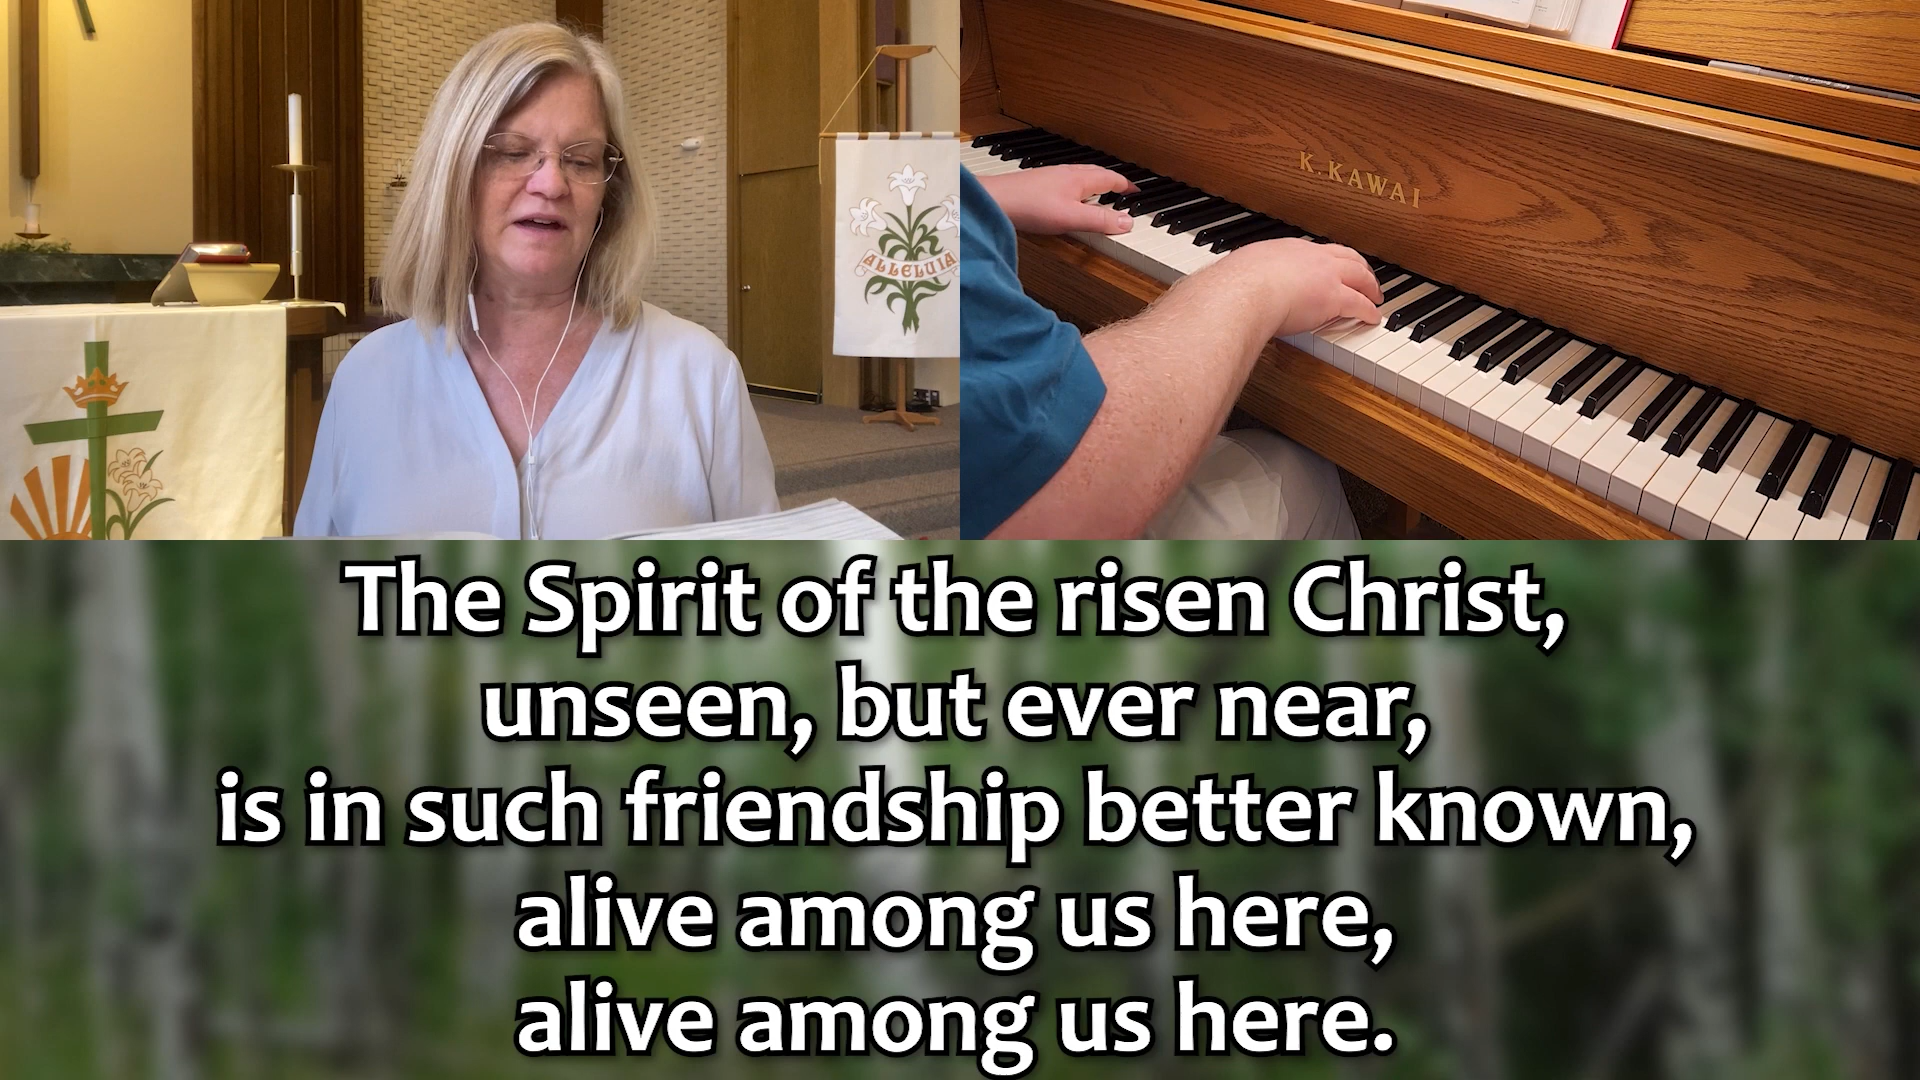 ALLELUIA
K.KAWAI
The Spirit of the risen Christ,
unseen, but ever near,
is in such friendship better known,
alive among us here,
alive among us here.